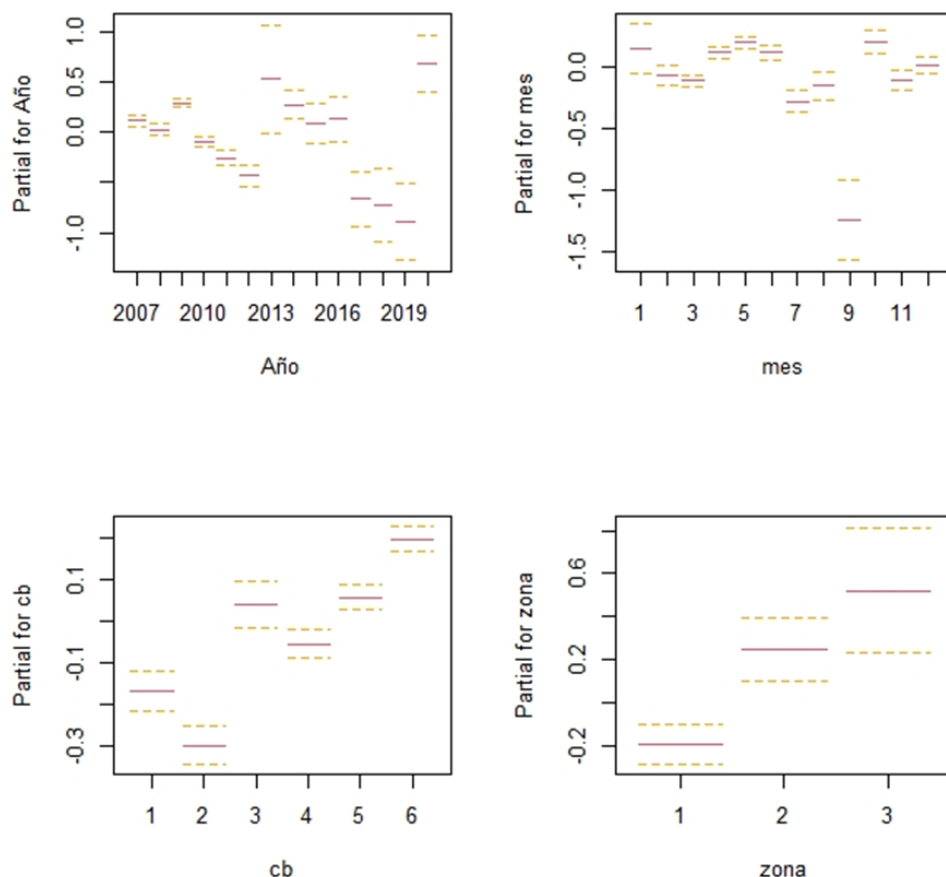 Partial for Año
1.0
0.5
0.0
-1.0
2007 2010 2013 2016 2019
Año
Partial for mes
0.0
-0.5
-1.0
-1.5
1 3 5 7 9 11
mes
Partial for cb
0.1
-0.1
-0.3
1 2 3 4 5 6
cb
Partial for zona
0.6
0.2
-0.2
1 2 3
zona